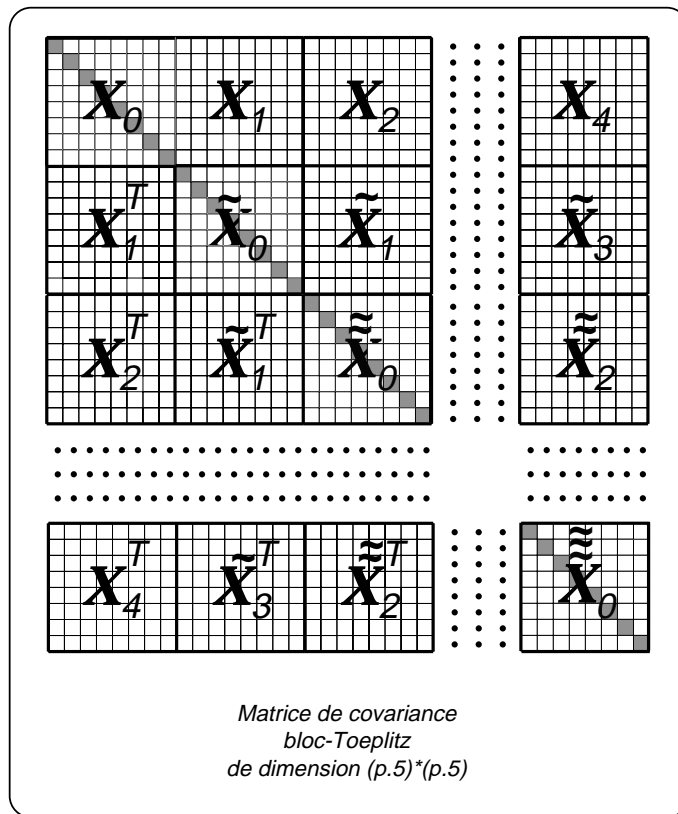 X₀ X₁ X₂ X₄
X₁ᵀ X̃₀ X̃₁ X̃₃
X₂ᵀ X̃₁ᵀ X̃̃₀ X̃̃₂
X₄ᵀ X̃₃ᵀ X̃̃₂ᵀ X̃̃̃̃₀
Matrice de covariance
bloc-Toeplitz
de dimension (p.5)*(p.5)